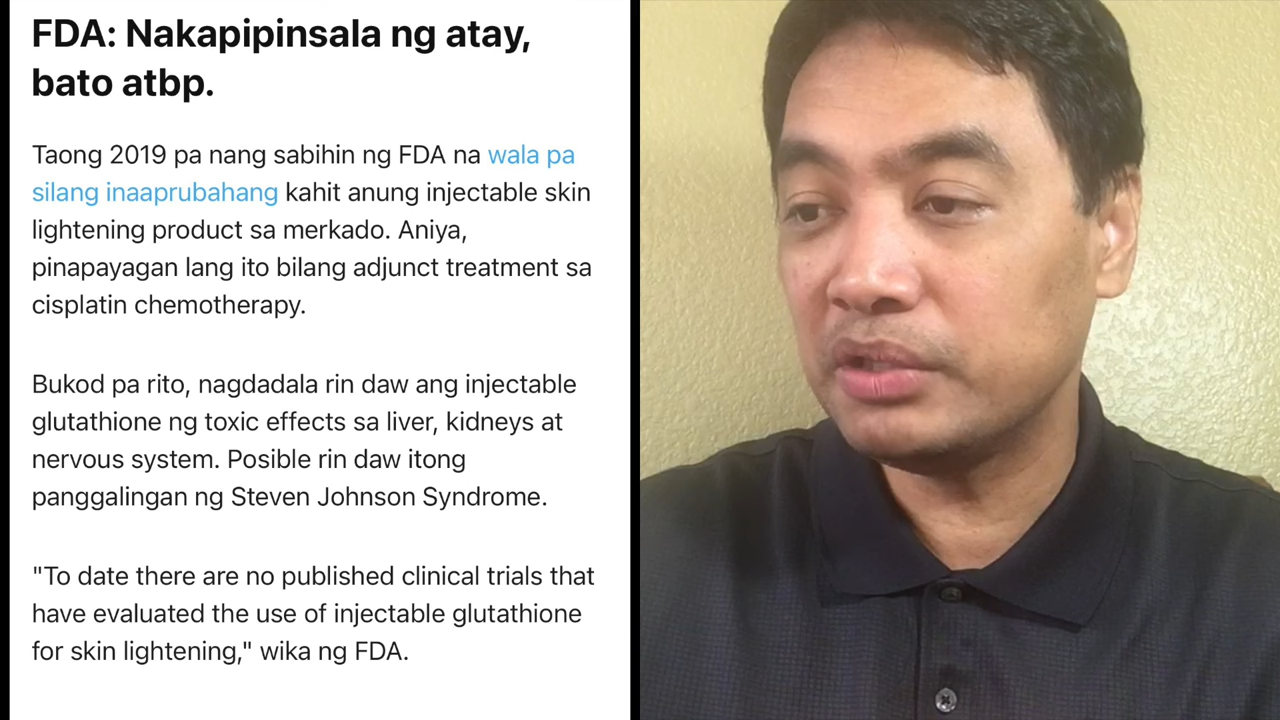 FDA: Nakapipinsala ng atay,
bato atbp.
Taong 2019 pa nang sabihin ng FDA na wala pa
silang inaaprubahang kahit anung injectable skin
lightening product sa merkado. Aniya,
pinapayagan lang ito bilang adjunct treatment sa
cisplatin chemotherapy.
Bukod pa rito, nagdadala rin daw ang injectable
glutathione ng toxic effects sa liver, kidneys at
nervous system. Posible rin daw itong
panggalingan ng Steven Johnson Syndrome.
"To date there are no published clinical trials that
have evaluated the use of injectable glutathione
for skin lightening," wika ng FDA.